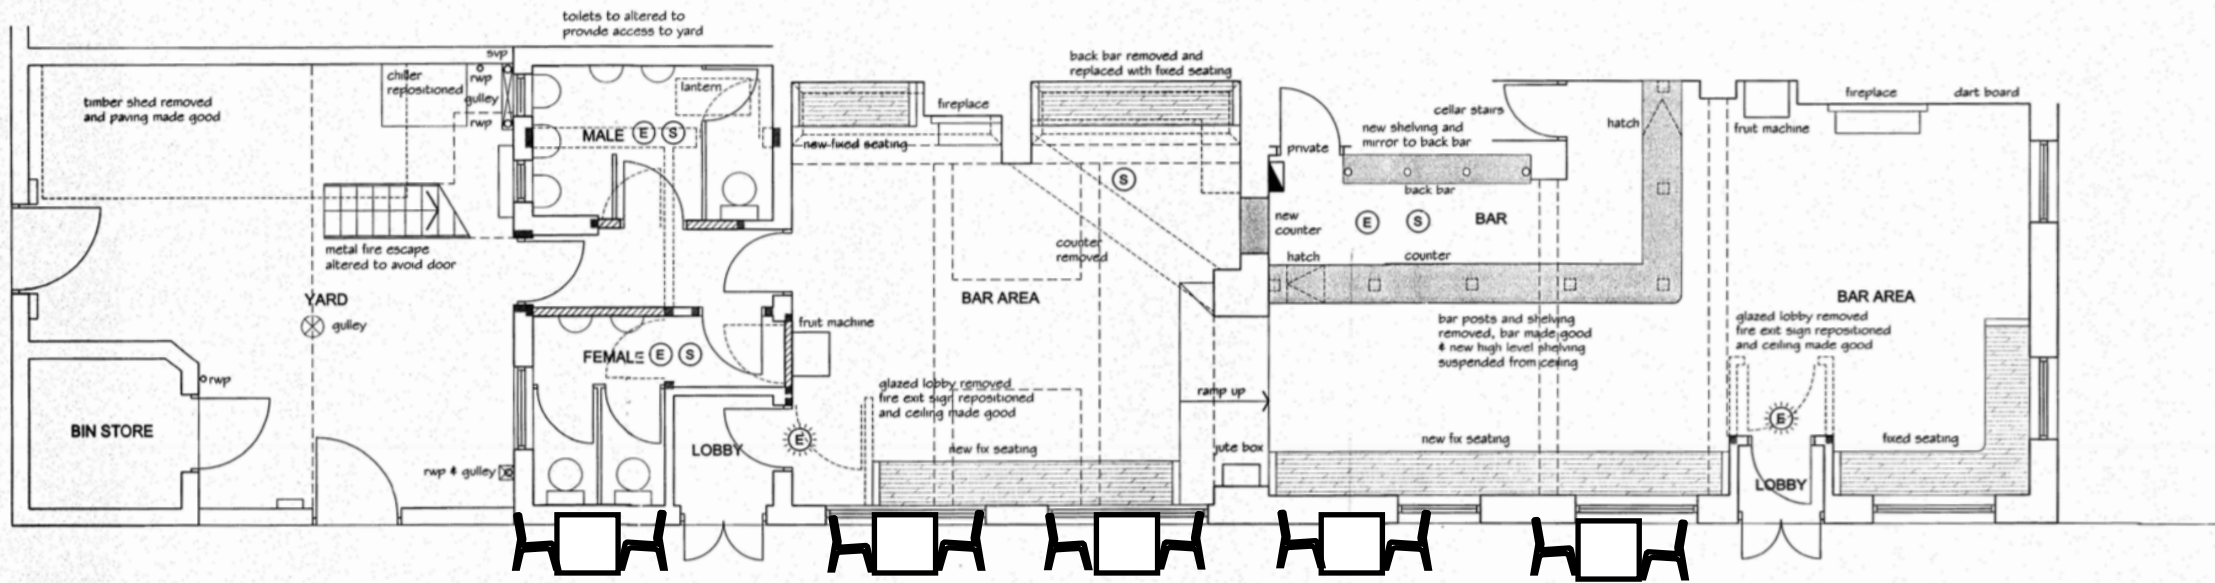 toilets to altered to
provide access to yard
svp
rwp
gulley
rwp
chiller
repositioned
timber shed removed
and paving made good
lantern
MALE E S
back bar removed and
replaced with fixed seating
fireplace
new fixed seating
S
cellar stairs
new shelving and
mirror to back bar
private
back bar
hatch
fruit machine
fireplace
dart board
new
counter
E S
BAR
hatch
counter
counter
removed
metal fire escape
altered to avoid door
YARD
gulley
BAR AREA
BAR AREA
fruit machine
FEMALE E S
bar posts and shelving
removed, bar made good
& new high level shelving
suspended from ceiling
glazed lobby removed
fire exit sign repositioned
and ceiling made good
rwp
glazed lobby removed
fire exit sign repositioned
and ceiling made good
ramp up
BIN STORE
LOBBY
E
E
new fix seating
jute box
new fix seating
fixed seating
rwp & gulley
LOBBY